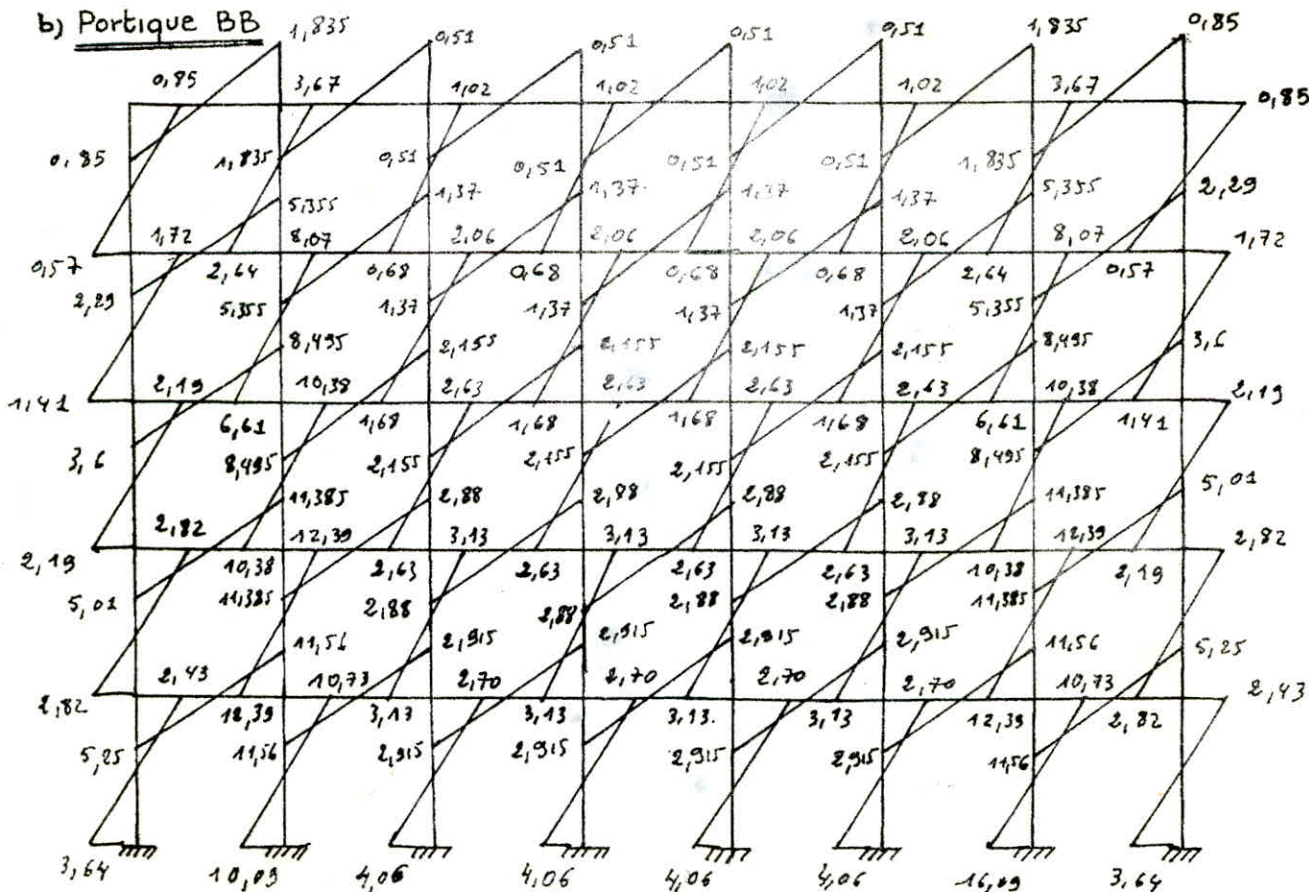 b) Portique BB
1,835 0,51 0,51 0,51 0,51 1,835 0,85
0,85 3,67 1,02 1,02 1,02 1,02 3,67 0,85
0,85 1,835 0,51 0,51 0,51 0,51 1,835
5,355 1,37 1,37 1,37 1,37 5,355 2,29
1,72 8,07 2,06 2,06 2,06 2,06 8,07 1,72
0,57 2,64 0,68 0,68 0,68 0,68 2,64 0,57
2,29 5,355 1,37 1,37 1,37 1,37 5,355
8,495 2,155 2,155 2,155 2,155 8,495 3,6
2,19 10,38 2,63 2,63 2,63 2,63 10,38 2,19
1,41 6,61 1,68 1,68 1,68 1,68 6,61 1,41
3,6 8,495 2,155 2,155 2,155 2,155 8,495
11,385 2,88 2,88 2,88 2,88 11,385 5,01
2,82 12,39 3,13 3,13 3,13 3,13 12,39 2,82
2,19 10,38 2,63 2,63 2,63 2,63 10,38 2,19
5,01 11,385 2,88 2,88 2,88 2,88 11,385
11,56 2,915 2,915 2,915 2,915 11,56 5,25
2,43 10,73 2,70 2,70 2,70 2,70 10,73 2,43
2,82 12,39 3,13 3,13 3,13. 3,13 12,39 2,82
5,25 11,56 2,915 2,915 2,915 2,915 11,56
3,64 10,09 4,06 4,06 4,06 4,06 16,09 3,64